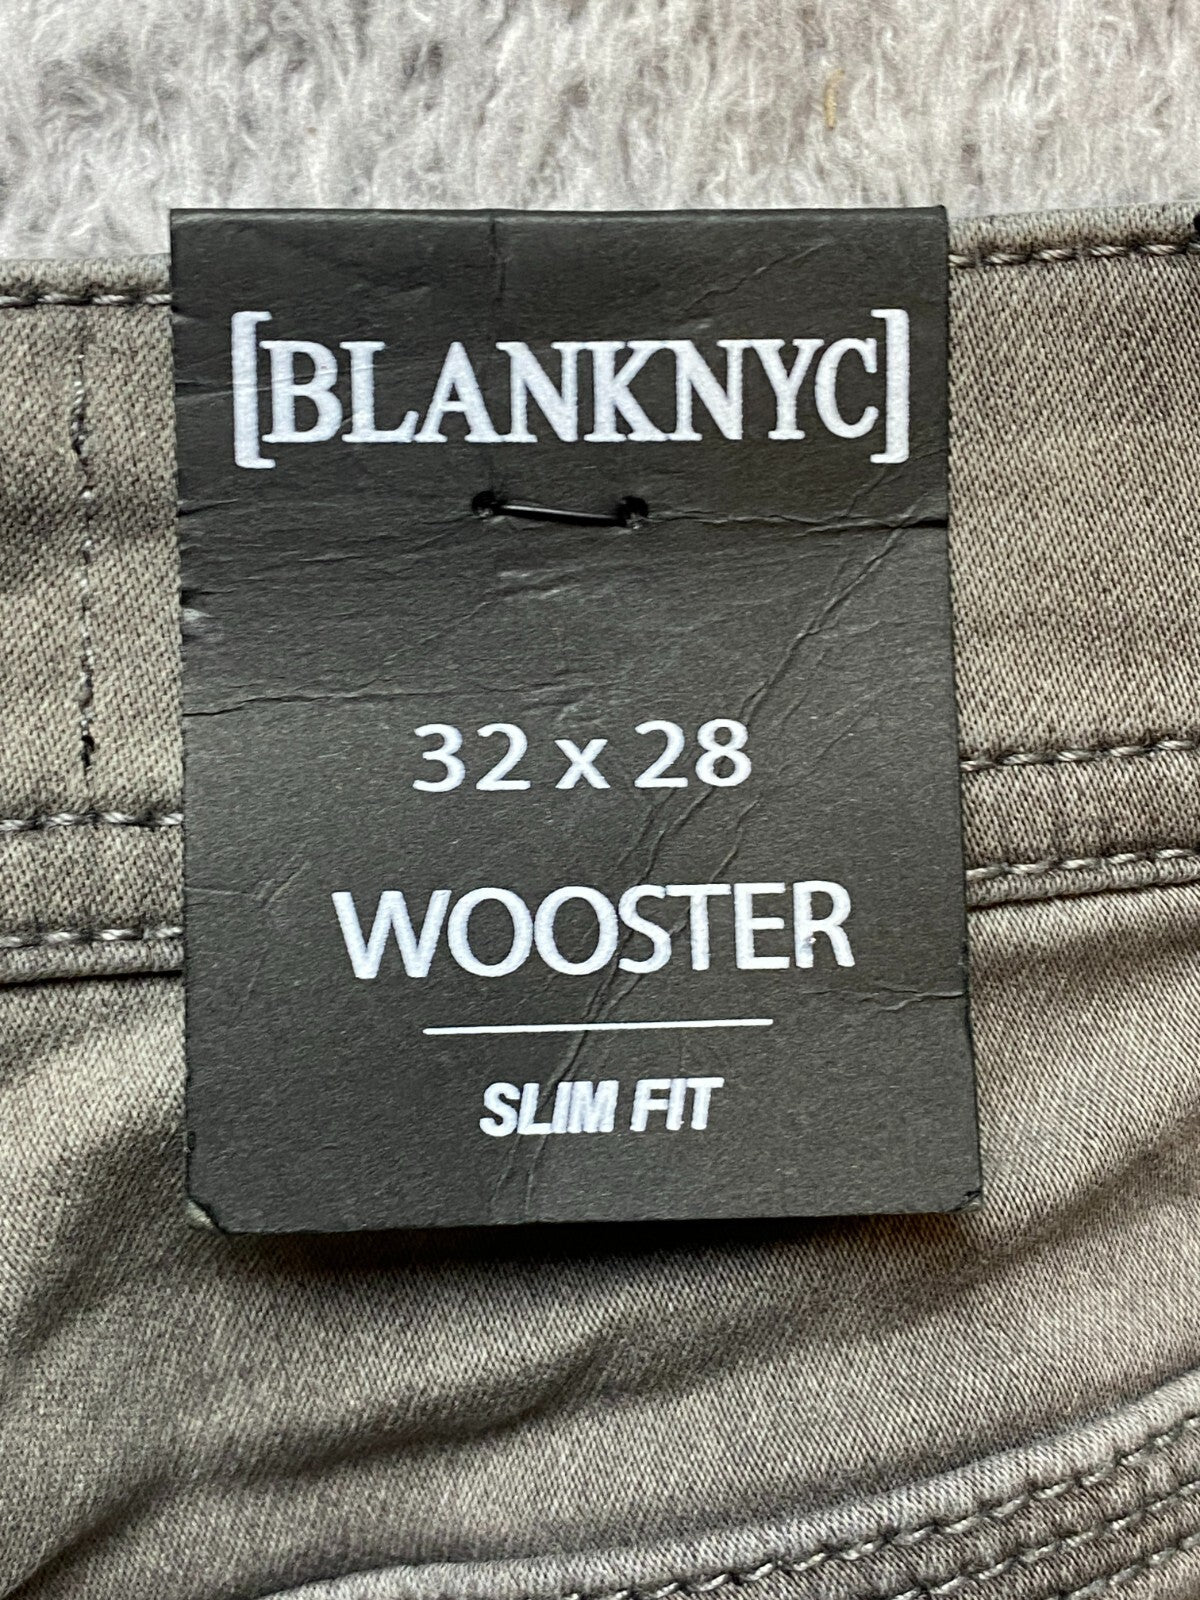 [BLANKNYC]
32 x 28
WOOSTER
SLIM FIT